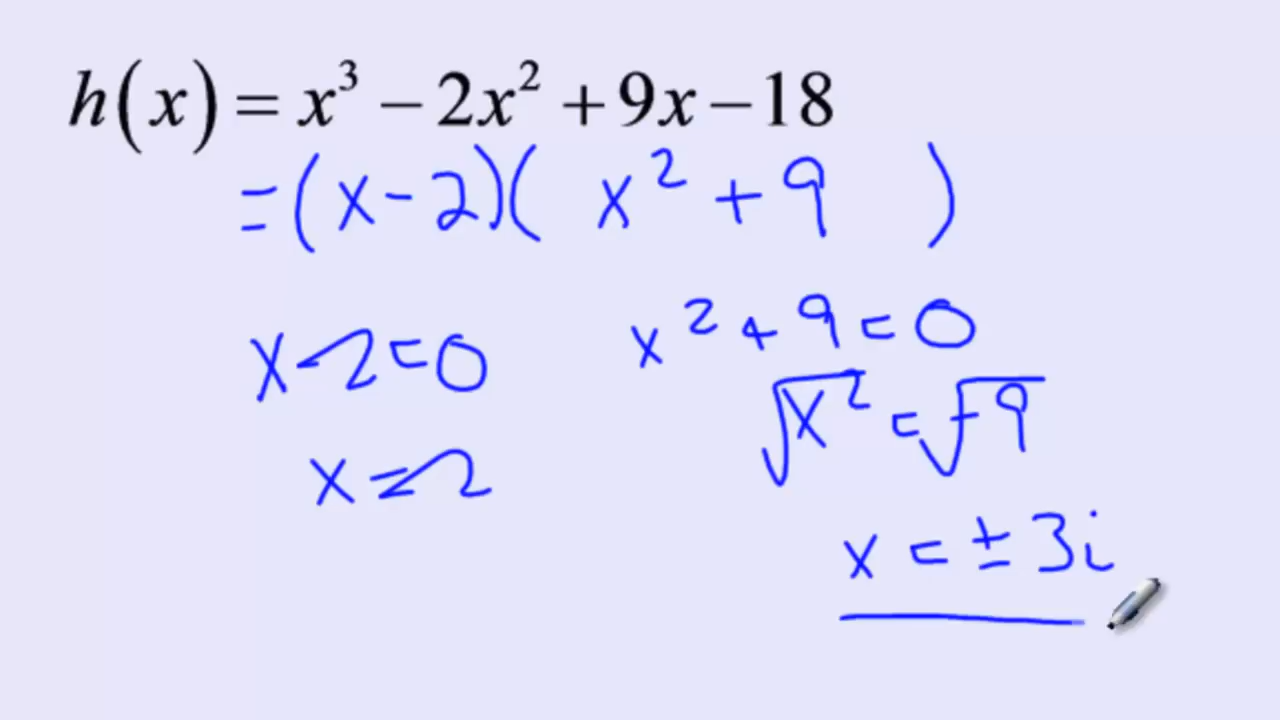 h(x) = x³ − 2x² + 9x − 18
= (x - 2)( x² + 9 )
x - 2 = 0
x² + 9 = 0
√x² = √-9
x = 2
x = ± 3i